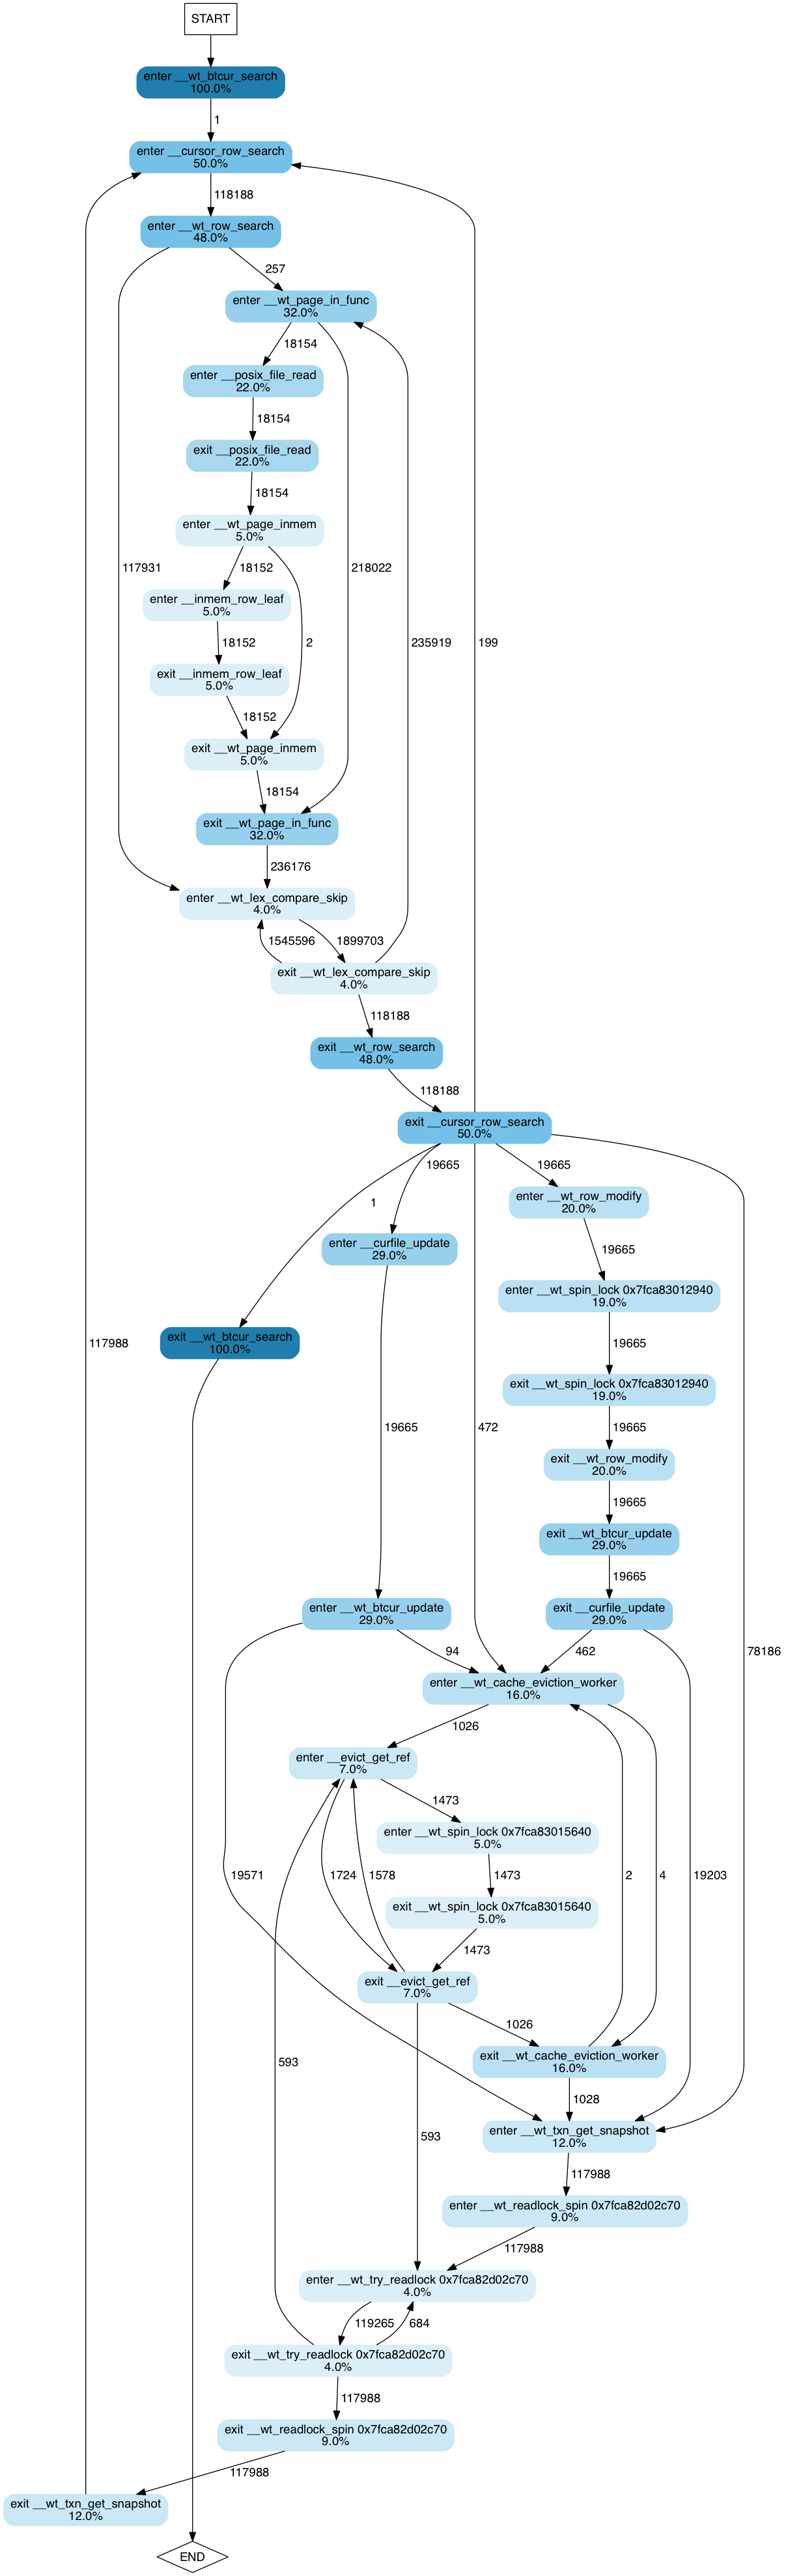 START
enter __wt_btcur_search
100.0%
1
enter __cursor_row_search
50.0%
118188
enter __wt_row_search
48.0%
257
enter __wt_page_in_func
32.0%
18154
enter __posix_file_read
22.0%
18154
exit __posix_file_read
22.0%
18154
enter __wt_page_inmem
5.0%
117931
18152
218022
enter __inmem_row_leaf
5.0%
18152
2
235919
199
exit __inmem_row_leaf
5.0%
18152
exit __wt_page_inmem
5.0%
18154
exit __wt_page_in_func
32.0%
236176
enter __wt_lex_compare_skip
4.0%
1545596
1899703
exit __wt_lex_compare_skip
4.0%
118188
exit __wt_row_search
48.0%
118188
exit __cursor_row_search
50.0%
19665
19665
1
enter __wt_row_modify
20.0%
enter __curfile_update
29.0%
19665
enter __wt_spin_lock 0x7fca83012940
19.0%
exit __wt_btcur_search
100.0%
117988
19665
exit __wt_spin_lock 0x7fca83012940
19.0%
19665
472
19665
exit __wt_row_modify
20.0%
19665
exit __wt_btcur_update
29.0%
19665
enter __wt_btcur_update
29.0%
exit __curfile_update
29.0%
94
462
78186
enter __wt_cache_eviction_worker
16.0%
1026
enter __evict_get_ref
7.0%
1473
enter __wt_spin_lock 0x7fca83015640
5.0%
19571
1724
1578
1473
2
4
19203
exit __wt_spin_lock 0x7fca83015640
5.0%
1473
exit __evict_get_ref
7.0%
1026
exit __wt_cache_eviction_worker
16.0%
593
1028
enter __wt_txn_get_snapshot
12.0%
593
117988
enter __wt_readlock_spin 0x7fca82d02c70
9.0%
117988
enter __wt_try_readlock 0x7fca82d02c70
4.0%
119265
684
exit __wt_try_readlock 0x7fca82d02c70
4.0%
117988
exit __wt_readlock_spin 0x7fca82d02c70
9.0%
117988
exit __wt_txn_get_snapshot
12.0%
END